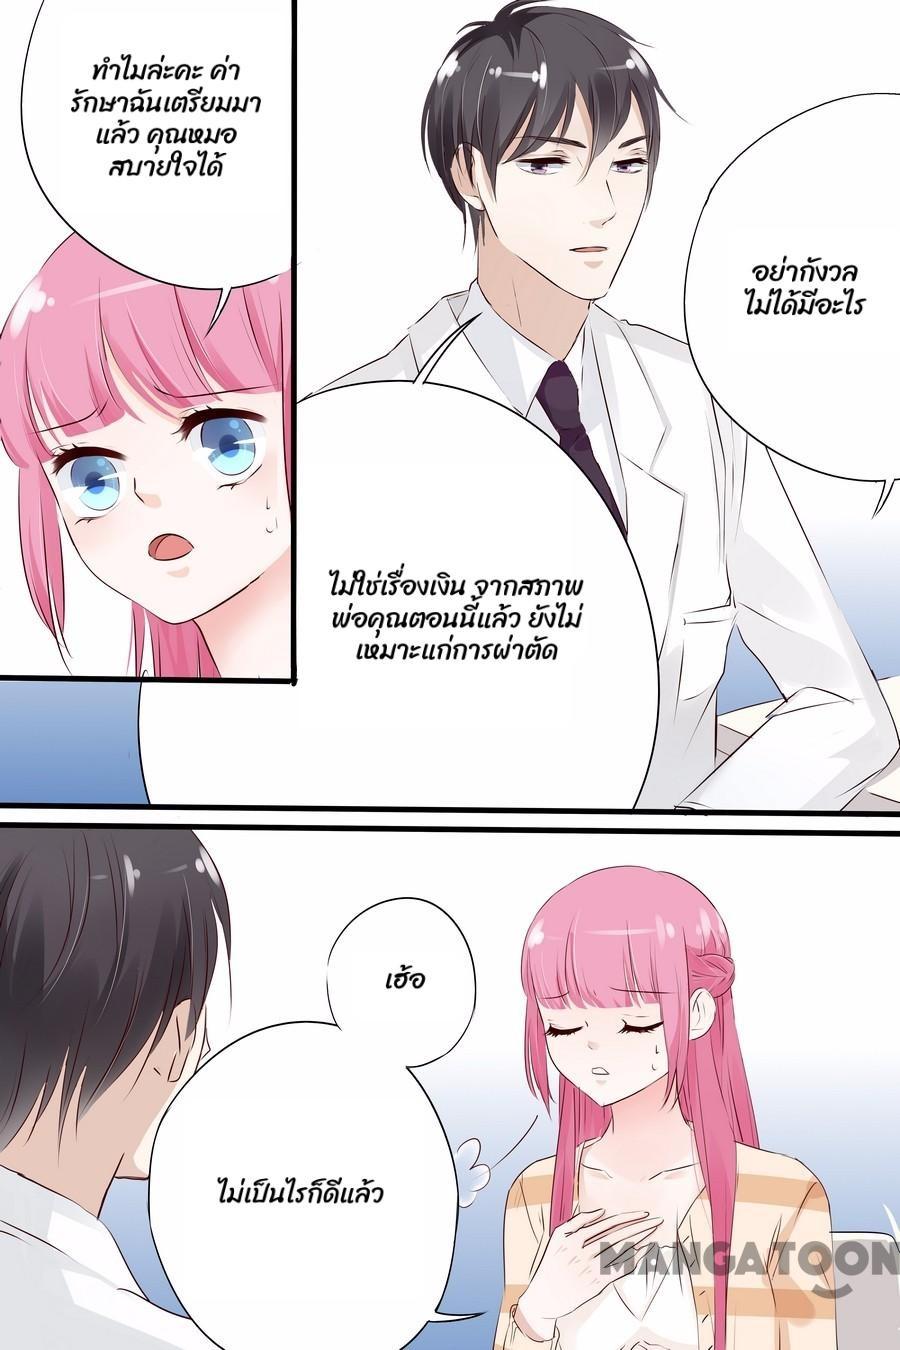 ทำไมล่ะคะ ค่า
รักษาฉันเตรียมมา
แล้ว คุณหมอ
สบายใจได้
อย่ากังวล
ไม่ได้มีอะไร
ไม่ใช่เรื่องเงิน จากสภาพ
พ่อคุณตอนนี้แล้ว ยังไม่
เหมาะแก่การผ่าตัด
เฮ้อ
ไม่เป็นไรก็ดีแล้ว
MANGATOON